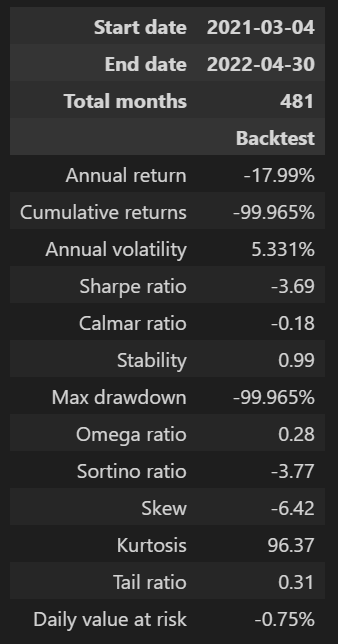 Start date 2021-03-04
End date 2022-04-30
Total months 481
Backtest
Annual return -17.99%
Cumulative returns -99.965%
Annual volatility 5.331%
Sharpe ratio -3.69
Calmar ratio -0.18
Stability 0.99
Max drawdown -99.965%
Omega ratio 0.28
Sortino ratio -3.77
Skew -6.42
Kurtosis 96.37
Tail ratio 0.31
Daily value at risk -0.75%